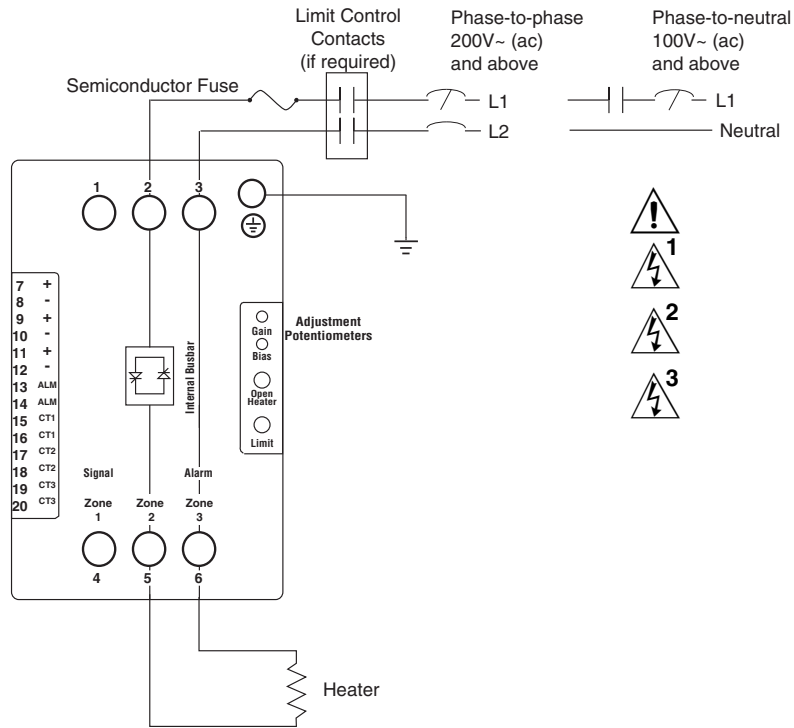 Limit Control
Contacts
(if required)
Phase-to-phase
200V~ (ac)
and above
Phase-to-neutral
100V~ (ac)
and above
Semiconductor Fuse
L1
L1
L2
Neutral
1
2
3
7 +
8 -
9 +
10 -
11 +
12 -
13 ALM
14 ALM
15 CT1
16 CT1
17 CT2
18 CT2
19 CT3
20 CT3
Internal Busbar
Gain
Bias
Open
Heater
Limit
Adjustment
Potentiometers
!
1
2
3
Signal
Alarm
Zone
1
Zone
2
Zone
3
4
5
6
Heater